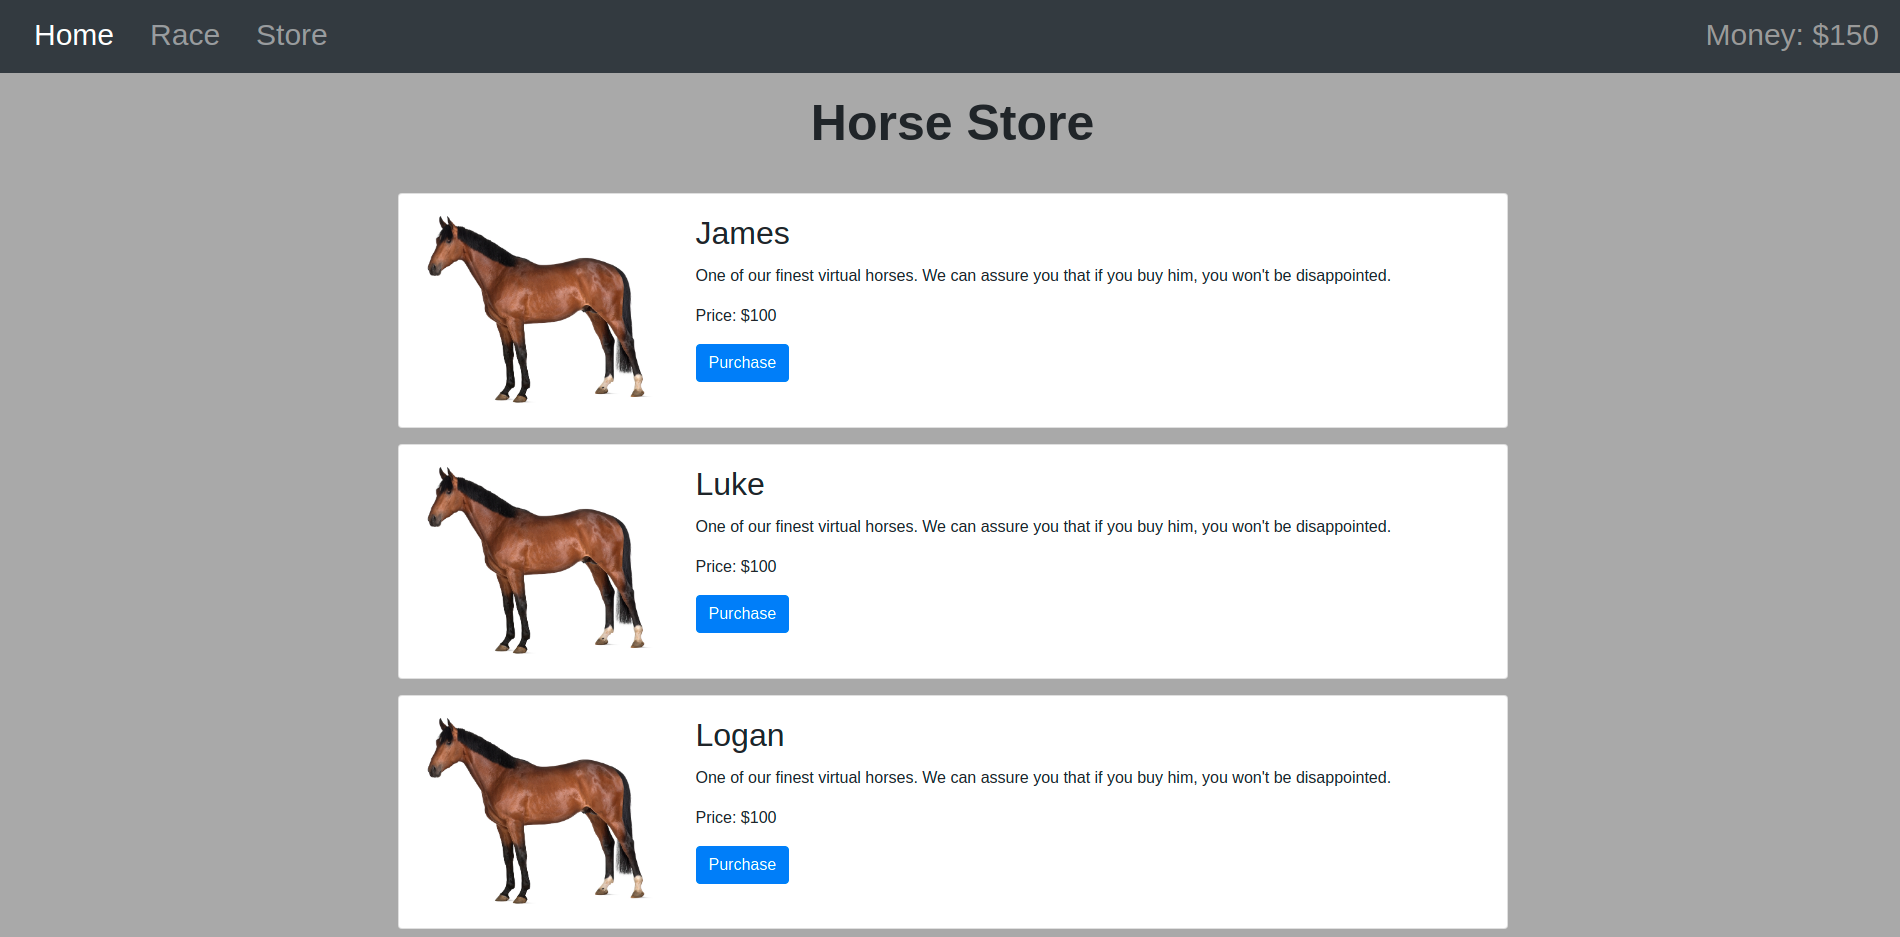 Home Race Store Money: $150
Horse Store
James
One of our finest virtual horses. We can assure you that if you buy him, you won't be disappointed.
Price: $100
Purchase
Luke
One of our finest virtual horses. We can assure you that if you buy him, you won't be disappointed.
Price: $100
Purchase
Logan
One of our finest virtual horses. We can assure you that if you buy him, you won't be disappointed.
Price: $100
Purchase